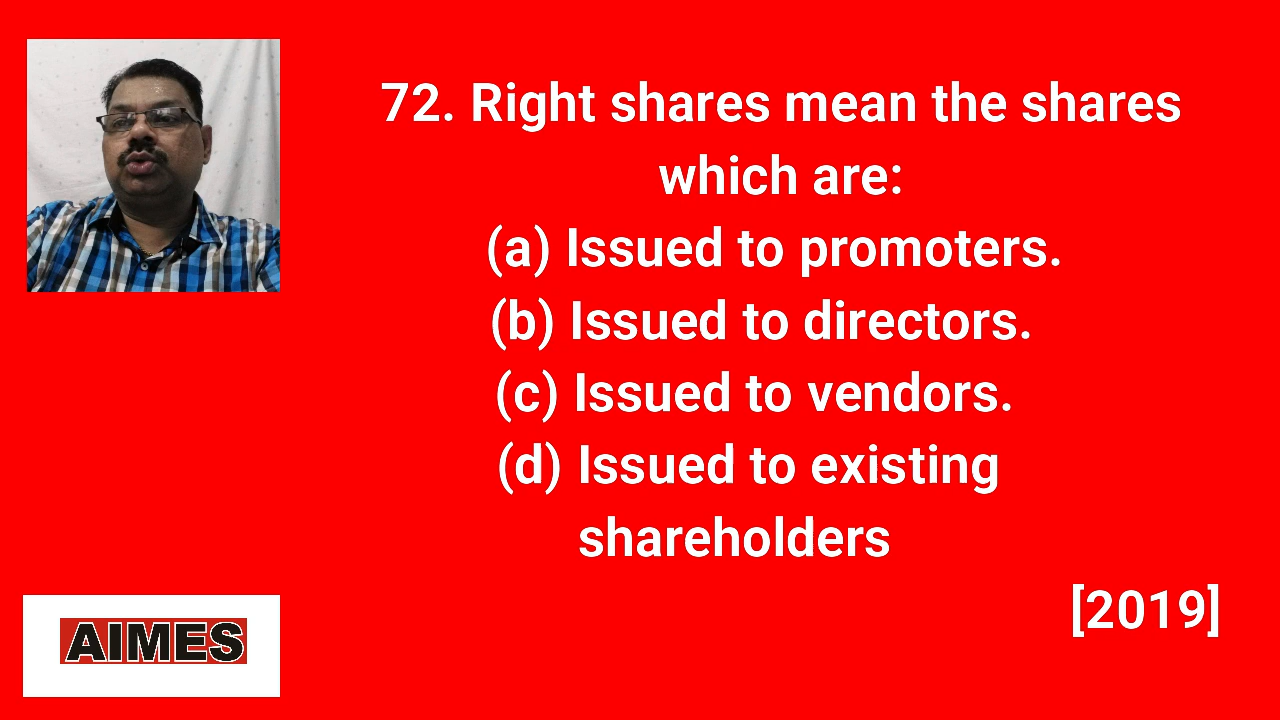 72. Right shares mean the shares
which are:
(a) Issued to promoters.
(b) Issued to directors.
(c) Issued to vendors.
(d) Issued to existing
shareholders
[2019]
AIMES